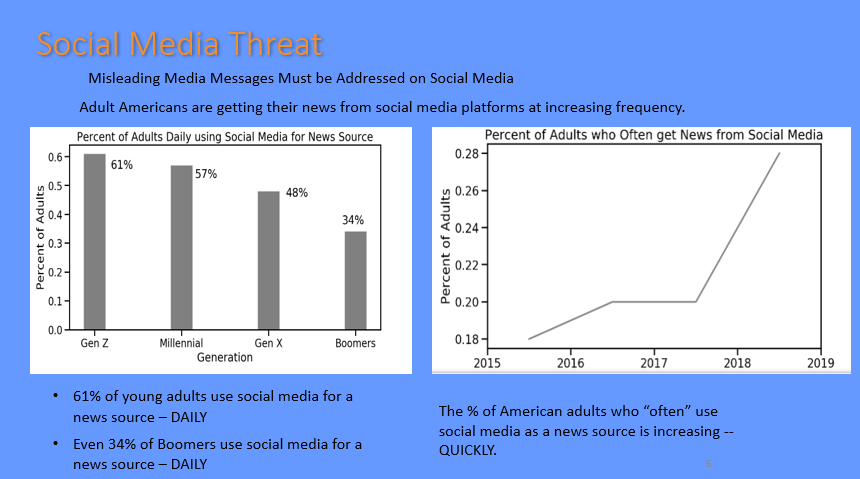 Social Media Threat
Misleading Media Messages Must be Addressed on Social Media
Adult Americans are getting their news from social media platforms at increasing frequency.
Percent of Adults Daily using Social Media for News Source
Percent of Adults
0.6
0.5
0.4
0.3
0.2
0.1
0.0
61%
57%
48%
34%
Gen Z Millennial Gen X Boomers
Generation
Percent of Adults who Often get News from Social Media
Percent of Adults
0.28
0.26
0.24
0.22
0.20
0.18
2015 2016 2017 2018 2019
• 61% of young adults use social media for a
news source – DAILY
• Even 34% of Boomers use social media for a
news source – DAILY
The % of American adults who “often” use
social media as a news source is increasing --
QUICKLY.